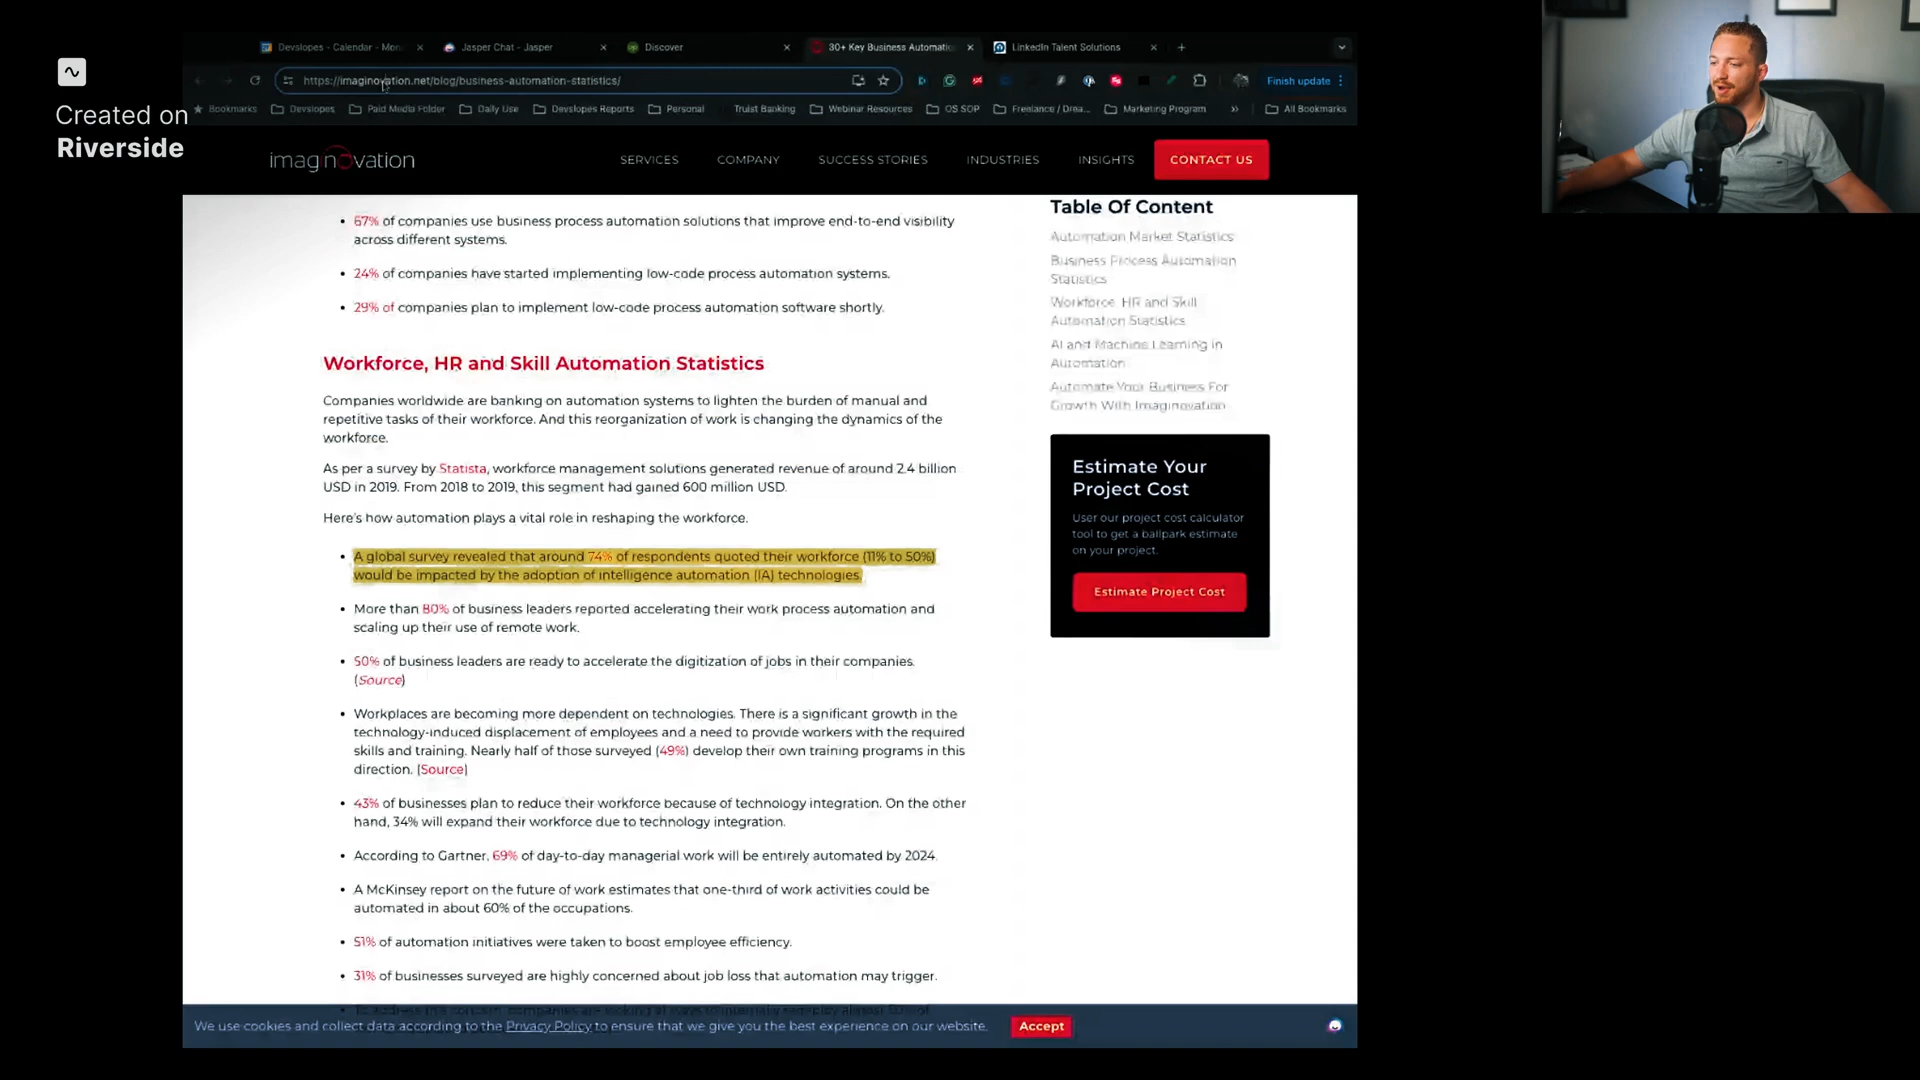 Created on
Riverside
Devslopes - Calendar - Mon
Jasper Chat - Jasper
Discover
30+ Key Business Automati
LinkedIn Talent Solutions
https://imaginovation.net/blog/business-automation-statistics/
Finish update
Bookmarks
Devslopes
Paid Media Folder
Daily Use
Devslopes Reports
Personal
Truist Banking
Webinar Resources
OS SOP
Freelance / Drea...
Marketing Program
All Bookmarks
imaginovation
SERVICES
COMPANY
SUCCESS STORIES
INDUSTRIES
INSIGHTS
CONTACT US
• 67% of companies use business process automation solutions that improve end-to-end visibility
across different systems.
• 24% of companies have started implementing low-code process automation systems.
• 29% of companies plan to implement low-code process automation software shortly.
Workforce, HR and Skill Automation Statistics
Companies worldwide are banking on automation systems to lighten the burden of manual and
repetitive tasks of their workforce. And this reorganization of work is changing the dynamics of the
workforce.
As per a survey by Statista, workforce management solutions generated revenue of around 2.4 billion
USD in 2019. From 2018 to 2019, this segment had gained 600 million USD.
Here's how automation plays a vital role in reshaping the workforce.
• A global survey revealed that around 74% of respondents quoted their workforce (11% to 50%)
would be impacted by the adoption of intelligence automation (IA) technologies.
• More than 80% of business leaders reported accelerating their work process automation and
scaling up their use of remote work.
• 50% of business leaders are ready to accelerate the digitization of jobs in their companies.
(Source)
• Workplaces are becoming more dependent on technologies. There is a significant growth in the
technology-induced displacement of employees and a need to provide workers with the required
skills and training. Nearly half of those surveyed (49%) develop their own training programs in this
direction. (Source)
• 43% of businesses plan to reduce their workforce because of technology integration. On the other
hand, 34% will expand their workforce due to technology integration.
• According to Gartner, 69% of day-to-day managerial work will be entirely automated by 2024.
• A McKinsey report on the future of work estimates that one-third of work activities could be
automated in about 60% of the occupations.
• 51% of automation initiatives were taken to boost employee efficiency.
• 31% of businesses surveyed are highly concerned about job loss that automation may trigger.
Table Of Content
Automation Market Statistics
Business Process Automation
Statistics
Workforce, HR and Skill
Automation Statistics
AI and Machine Learning in
Automation
Automate Your Business For
Growth With Imaginovation
Estimate Your
Project Cost
User our project cost calculator
tool to get a ballpark estimate
on your project.
Estimate Project Cost
We use cookies and collect data according to the Privacy Policy to ensure that we give you the best experience on our website.
Accept